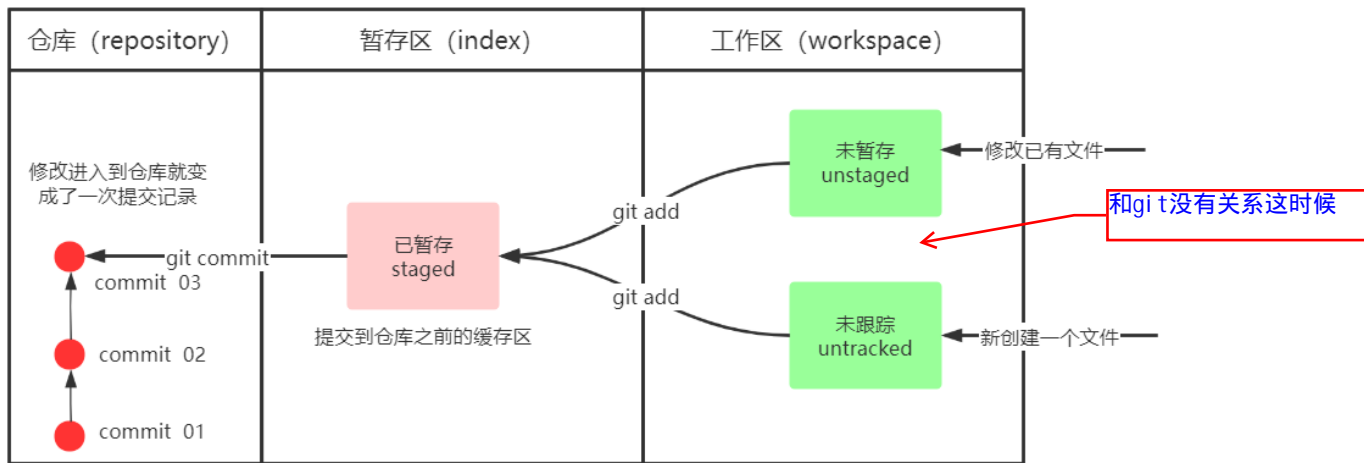 仓库（repository)
暂存区（index)
工作区（workspace)
修改进入到仓库就变
成了一次提交记录
未暂存
unstaged
修改已有文件
和git没有关系这时候
git add
已暂存
staged
git commit
commit 03
git add
提交到仓库之前的缓存区
未跟踪
untracked
新创建一个文件
commit 02
commit 01